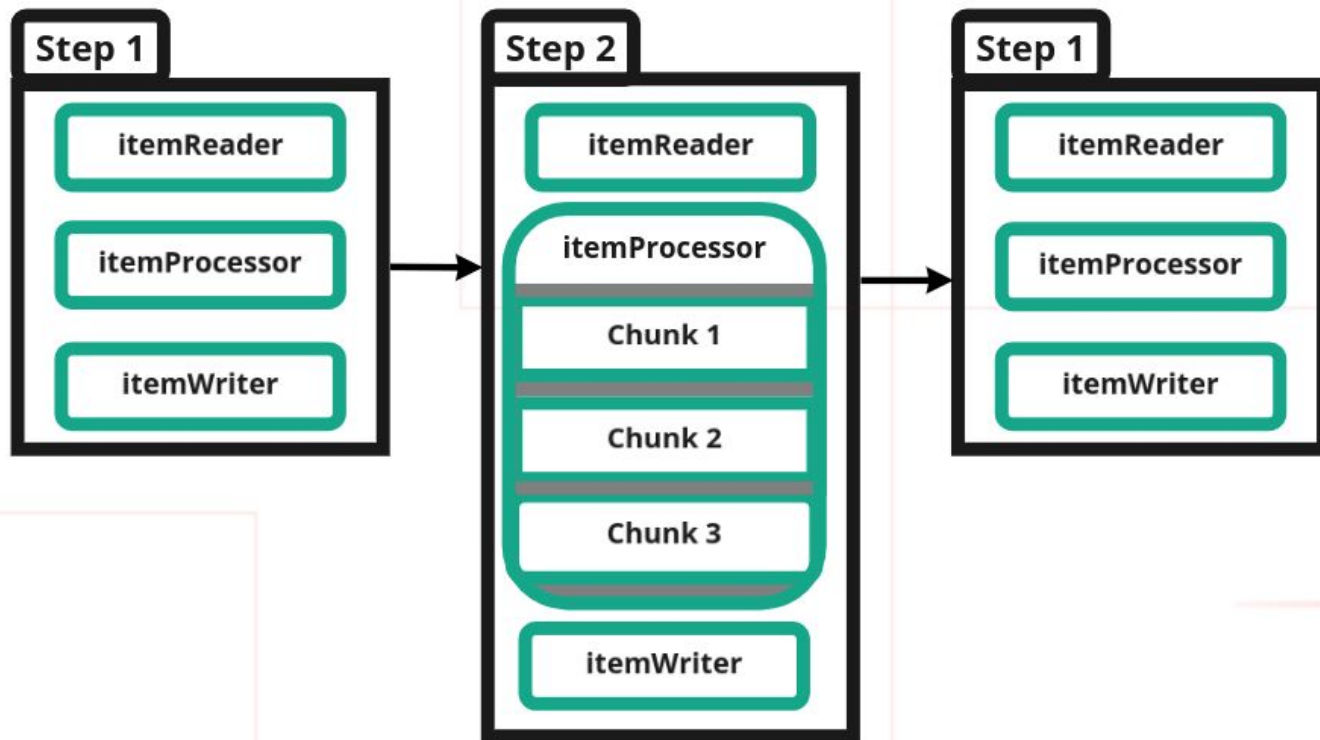 Step 1
itemReader
itemProcessor
itemWriter
Step 2
itemReader
itemProcessor
Chunk 1
Chunk 2
Chunk 3
itemWriter
Step 1
itemReader
itemProcessor
itemWriter